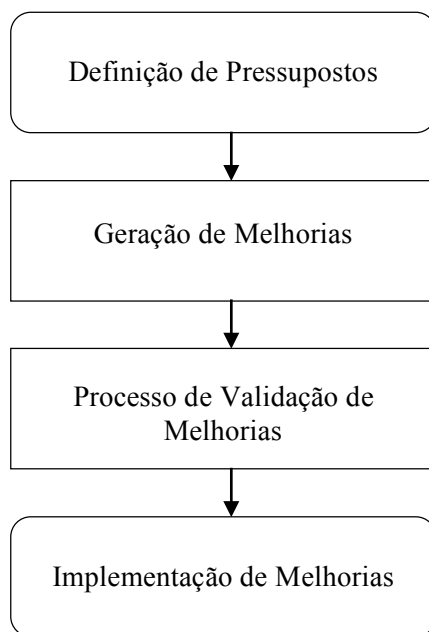 Definição de Pressupostos
Geração de Melhorias
Processo de Validação de
Melhorias
Implementação de Melhorias